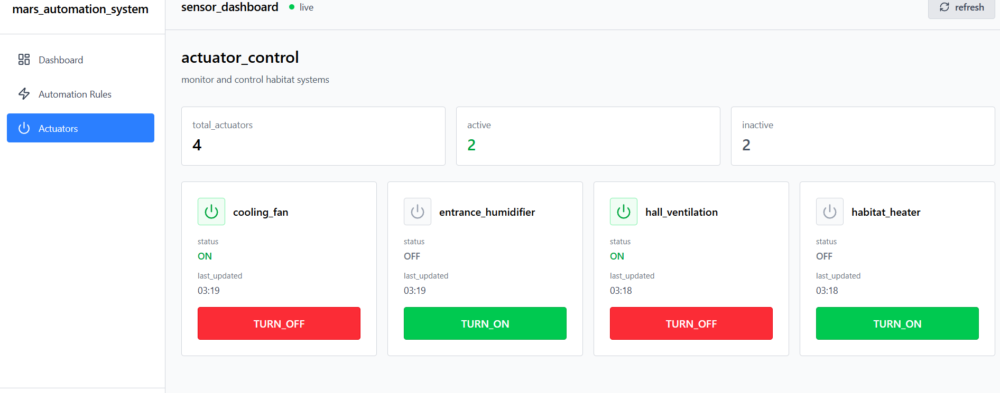 mars_automation_system
Dashboard
Automation Rules
Actuators
sensor_dashboard live refresh
actuator_control
monitor and control habitat systems
total_actuators
4
active
2
inactive
2
cooling_fan
status
ON
last_updated
03:19
TURN_OFF
entrance_humidifier
status
OFF
last_updated
03:19
TURN_ON
hall_ventilation
status
ON
last_updated
03:18
TURN_OFF
habitat_heater
status
OFF
last_updated
03:18
TURN_ON